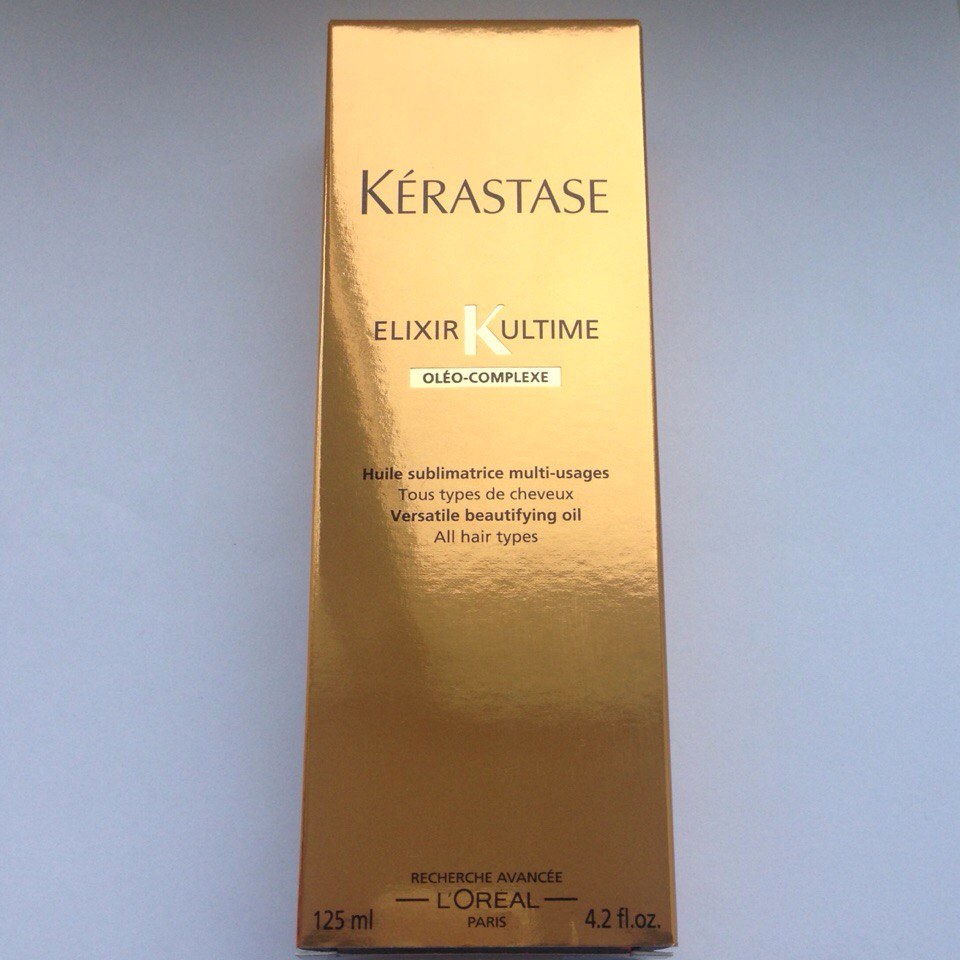 KÉRASTASE
ELIXIR K ULTIME
OLÉO-COMPLEXE
Huile sublimatrice multi-usages
Tous types de cheveux
Versatile beautifying oil
All hair types
RECHERCHE AVANCÉE
L'ORÉAL
PARIS
125 ml 4.2 fl.oz.